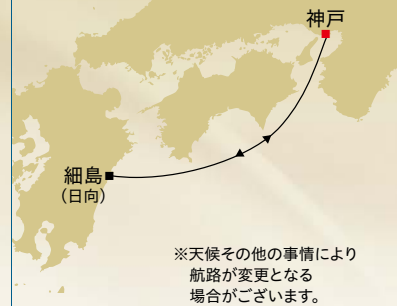 神戸
細島
（日向）
※天候その他の事情により
航路が変更となる
場合がございます。